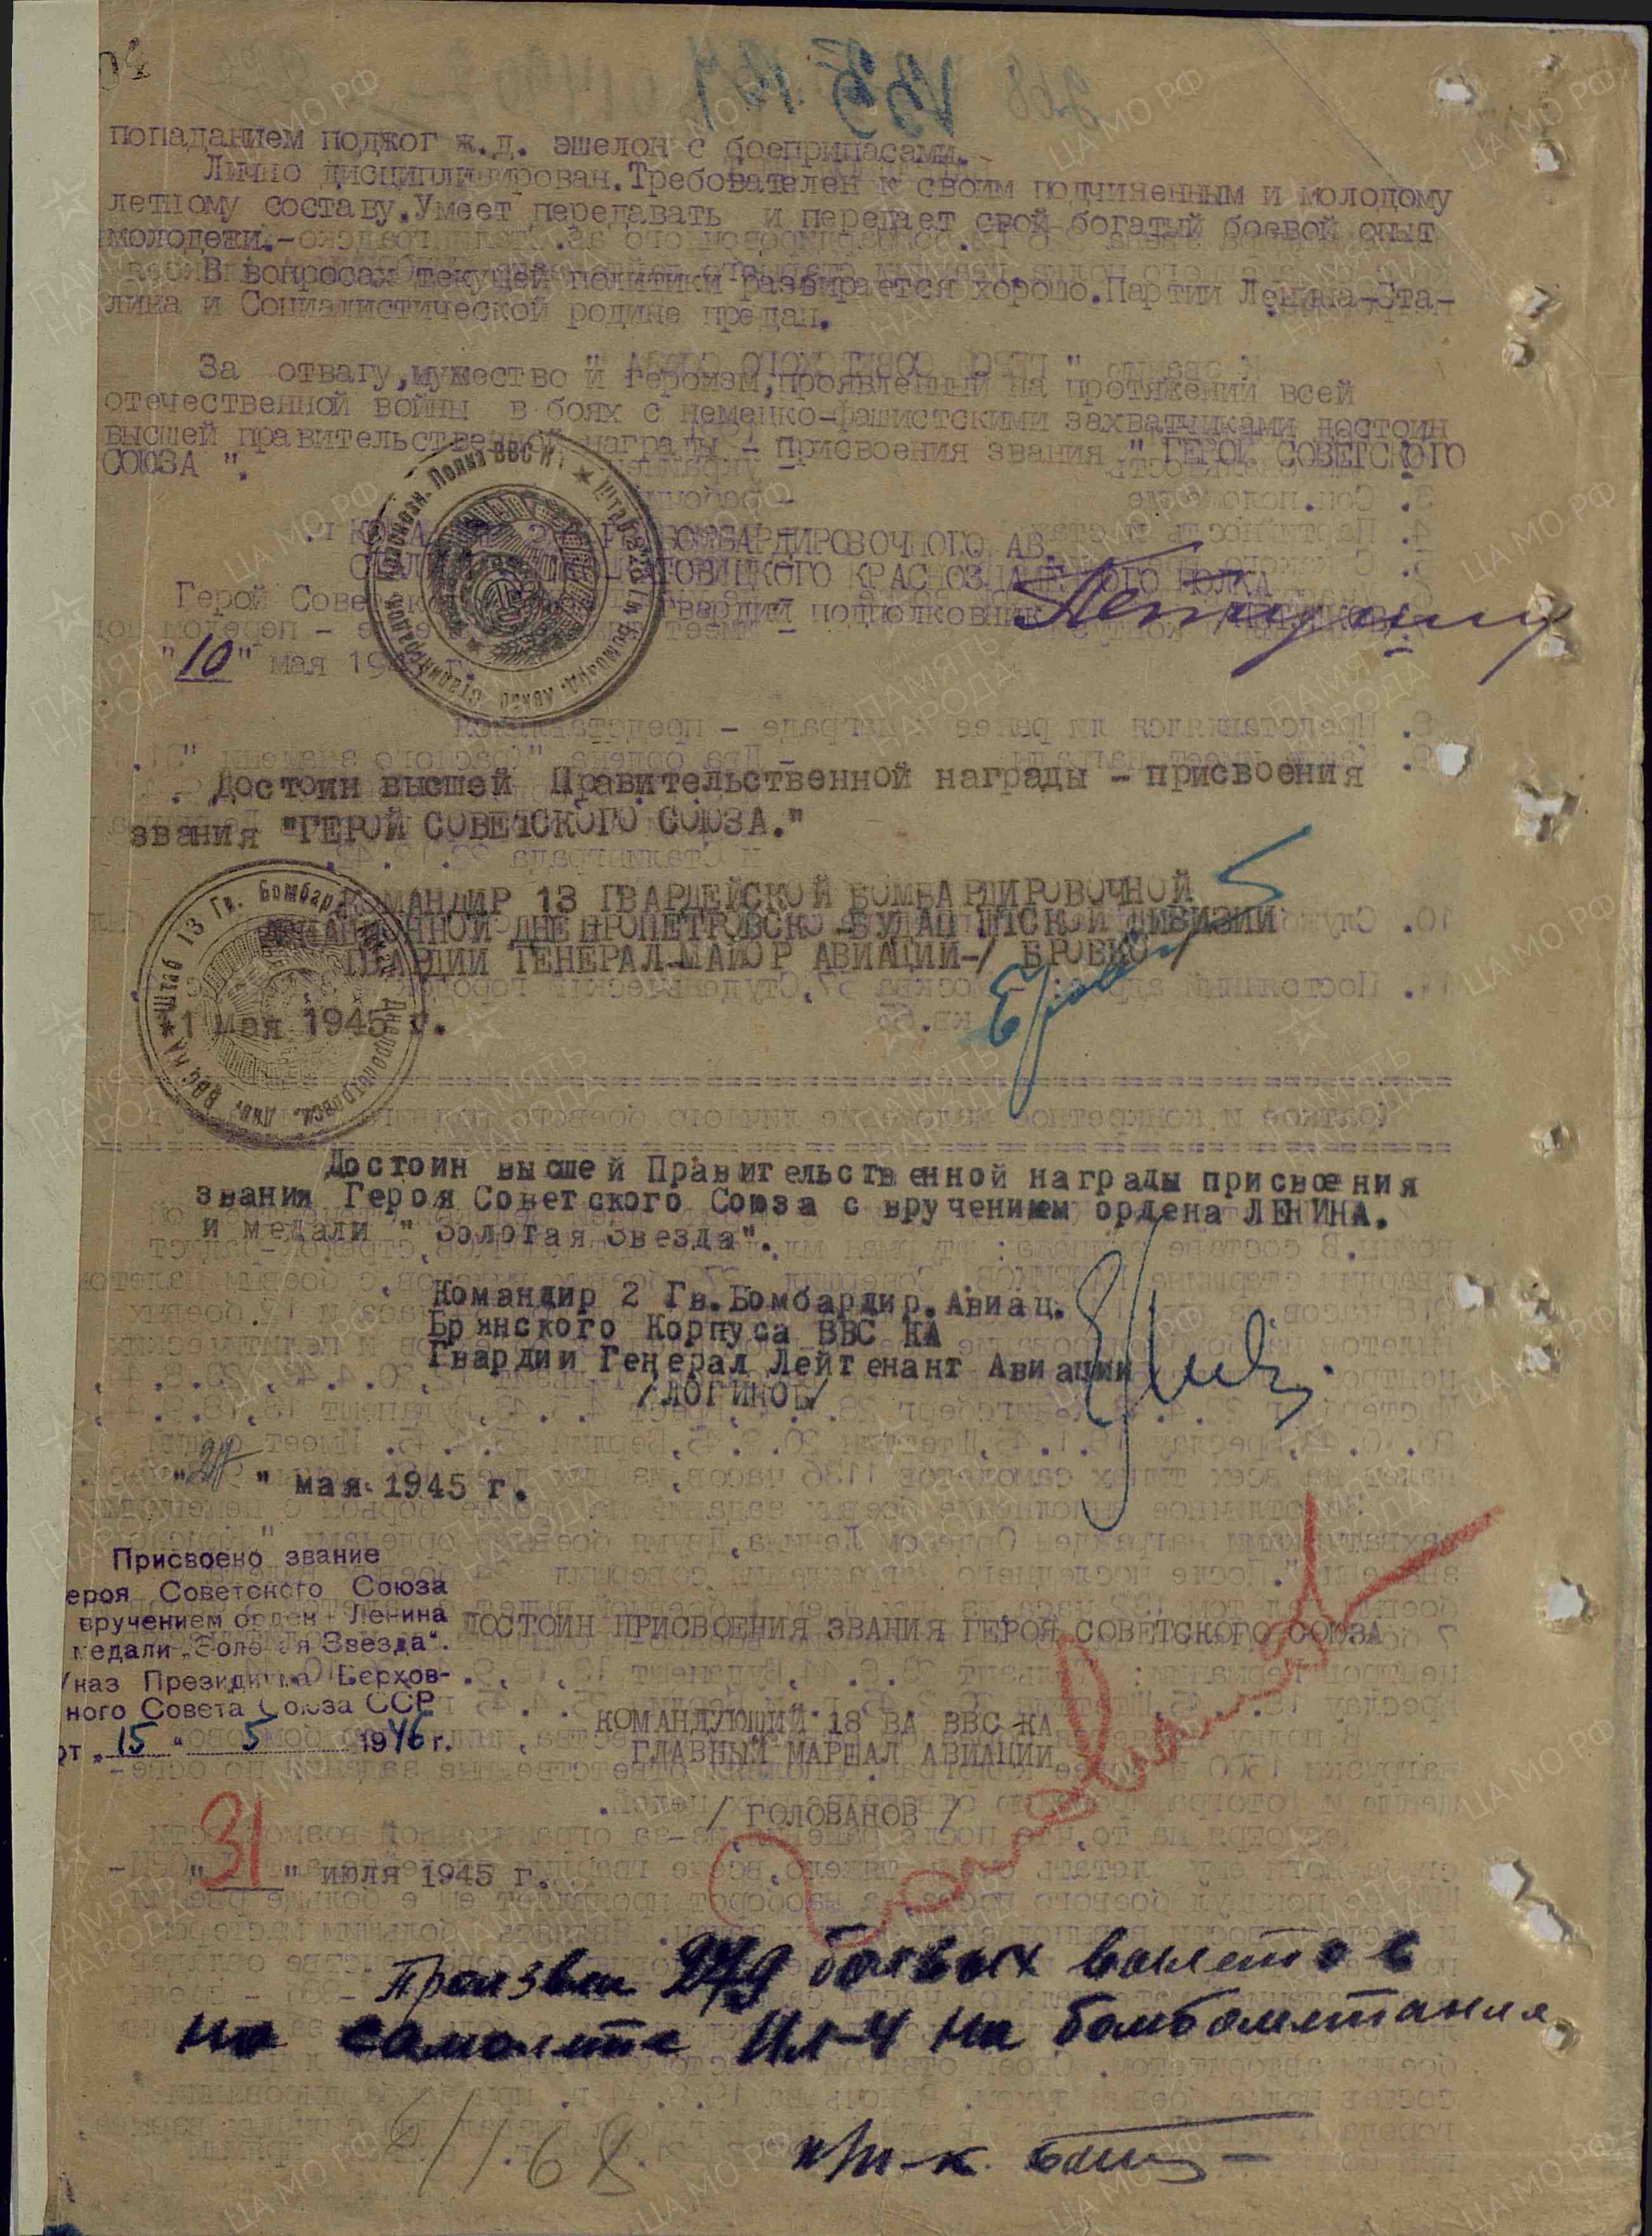 попаданием поджог ж.д. эшелон с боеприпасами.-
Лично дисциплинирован.Требователен к своим подчиненным и молодому
летному составу.Умеет передавать и передает свой богатый боевой опыт
молодежи.-
В вопросах текущей политики разбирается хорошо.Партии Ленина-Ста-
лина и Социалистической родине предан.
За отвагу,мужество и героизм,проявленный на протяжении всей
отечественной войны в боях с немецко-фашистскими захватчиками достоин
высшей правительственной награды - присвоения звания " ГЕРОЙ СОВЕТСКОГО
СОЮЗА ".
БОМБАРДИРОВОЧНОГО АВ.
КРАСНОЗНАМЕННОГО ПОЛКА
Герой Советск гвардии подполковник
"10" мая 19
Достоин высшей Правительственной награды - присвоения
звания "ГЕРОЙ СОВЕТСКОГО СОЮЗА."
КОМАНДИР 13 ГВАРДЕЙСКОЙ БОМБАРДИРОВОЧНОЙ
АВИАЦИОННОЙ ДНЕПРОПЕТРОВСКО-БУДАПЕШТСКОЙ ДИВИЗИИ
ГВАРДИИ ГЕНЕРАЛ-МАЙОР АВИАЦИИ-/ БРОВКО /
1 мая 1945 г.
Достоин высшей Правительственной награды присвоения
звания Героя Советского Союза с вручением ордена ЛЕНИНА.
и медали " Золотая Звезда".
Командир 2 Гв.Бомбардир.Авиац.
Брянского Корпуса ВВС КА
Гвардии Генерал Лейтенант Авиации
/ЛОГИНОВ/
" " мая 1945 г.
Присвоено звание
ероя Советского Союза
вручением орден Ленина
медали „Золотая Звезда".
Указ Президиума Верхов-
ного Совета Союза ССР
от „15" 5 1946 г.
ДОСТОИН ПРИСВОЕНИЯ ЗВАНИЯ ГЕРОЯ СОВЕТСКОГО СОЮЗА
КОМАНДУЮЩИЙ 18 ВА ВВС КА
ГЛАВНЫЙ МАРШАЛ АВИАЦИИ
/ ГОЛОВАНОВ /
"31" июля 1945 г.
Произвел 279 боевых вылетов
на самолете Ил-4 на бомбометания
п/п-к